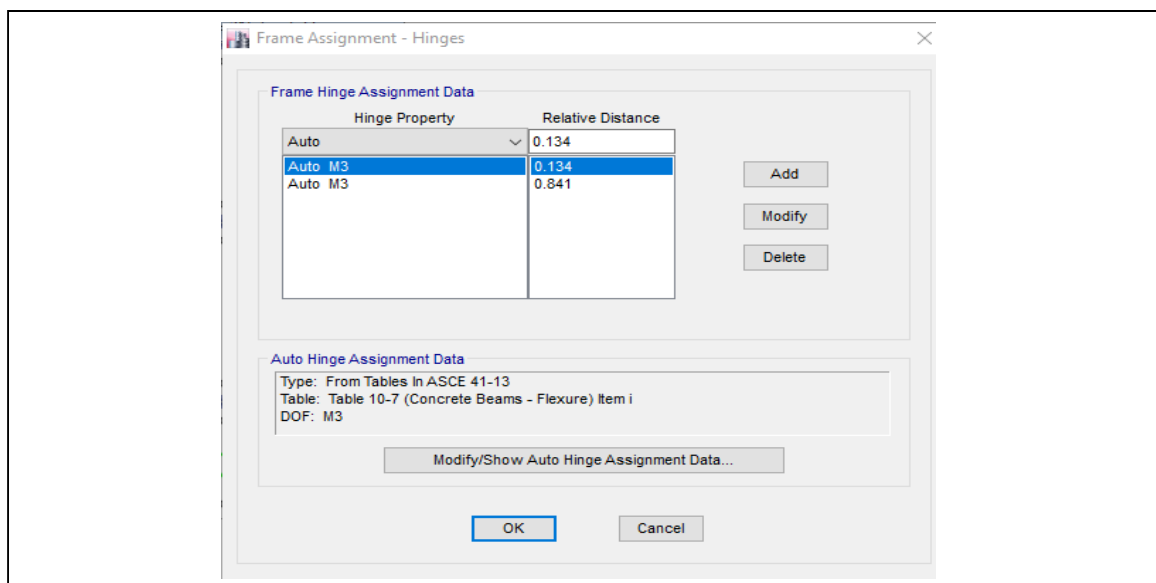 Frame Assignment - Hinges
Frame Hinge Assignment Data
Hinge Property Relative Distance
Auto 0.134
Auto M3 0.134
Auto M3 0.841
Add
Modify
Delete
Auto Hinge Assignment Data
Type: From Tables In ASCE 41-13
Table: Table 10-7 (Concrete Beams - Flexure) Item i
DOF: M3
Modify/Show Auto Hinge Assignment Data...
OK Cancel